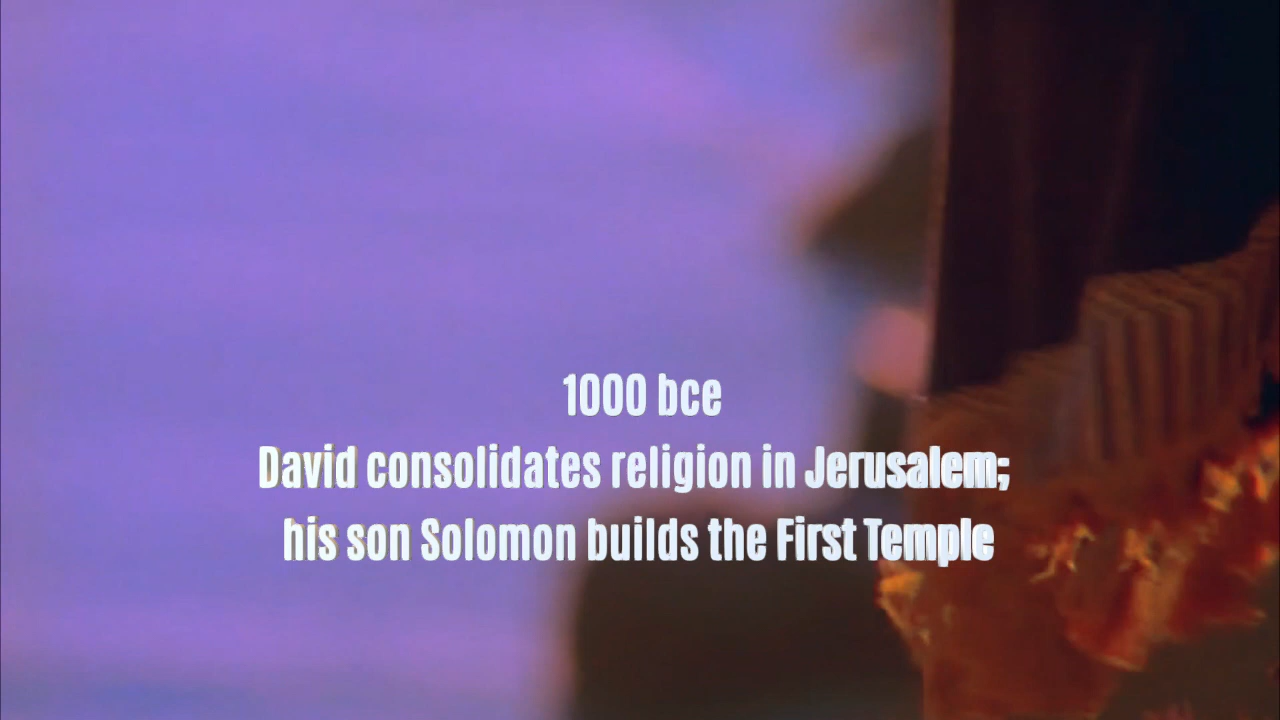 1000 bce
David consolidates religion in Jerusalem;
his son Solomon builds the First Temple